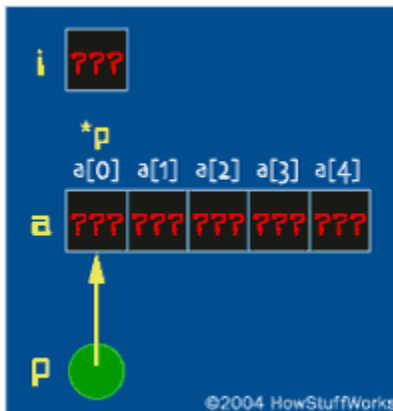 i ???
*p
a[0] a[1] a[2] a[3] a[4]
a ??? ??? ??? ??? ???
p
©2004 HowStuffWorks